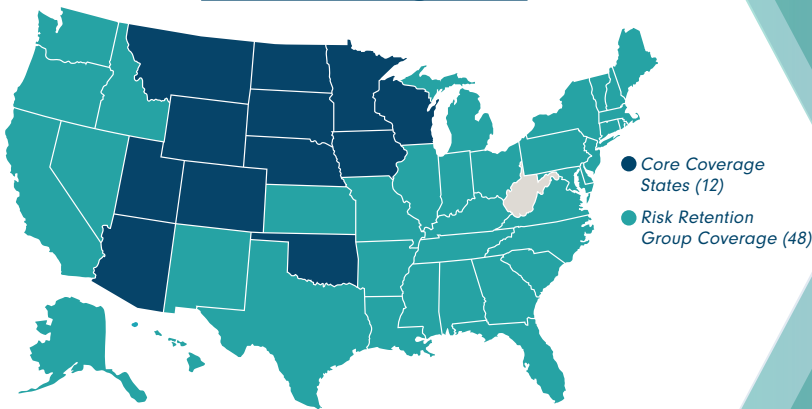 Core Coverage
States (12)
Risk Retention
Group Coverage (48)